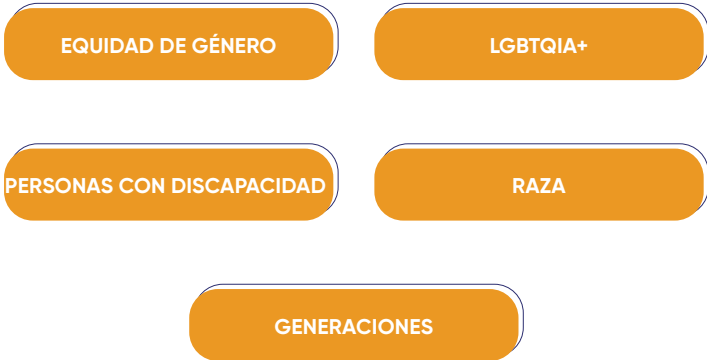 EQUIDAD DE GÉNERO
LGBTQIA+
PERSONAS CON DISCAPACIDAD
RAZA
GENERACIONES